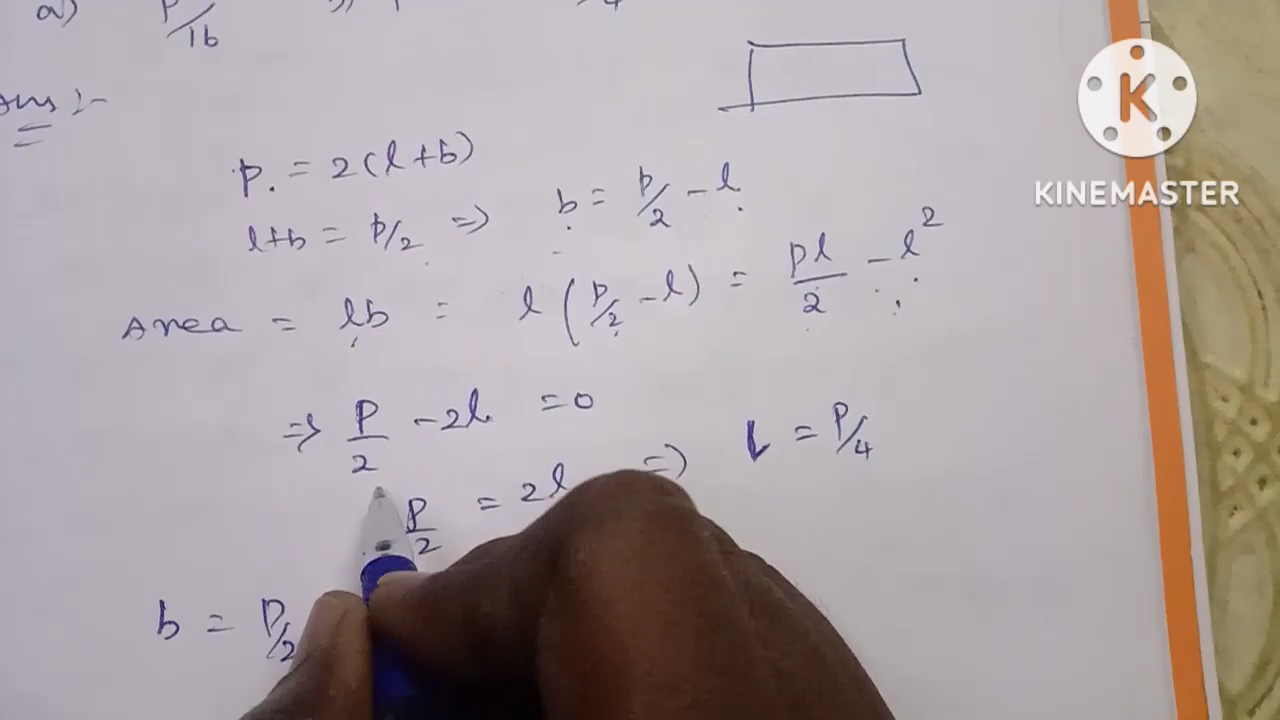 a) P/16
Ans :-
p. = 2(l+b)
l+b = p/2 => b = p/2 - l
Area = lb = l(p/2 - l) = pl/2 - l²
=> P/2 - 2l = 0
P/2 = 2l => l = P/4
b = P/2
K
KINEMASTER